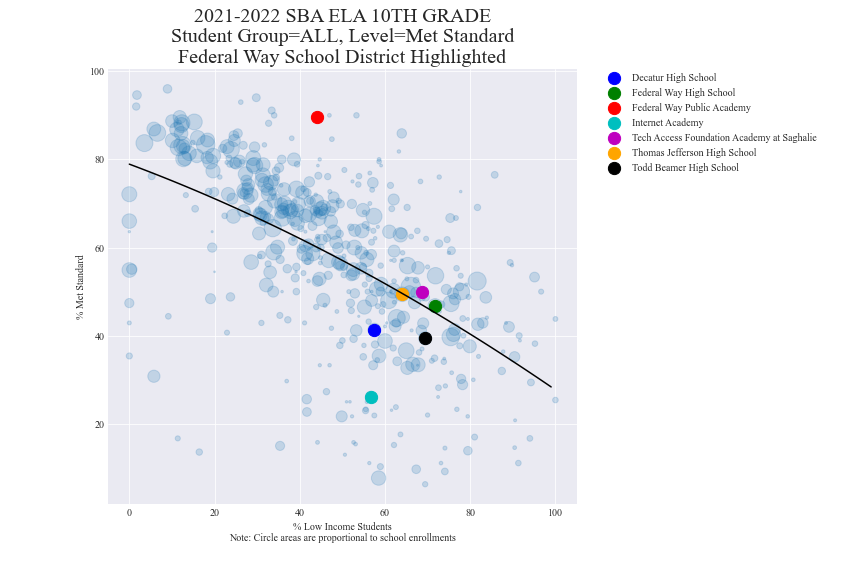 2021-2022 SBA ELA 10TH GRADE
Student Group=ALL, Level=Met Standard
Federal Way School District Highlighted
Decatur High School
Federal Way High School
Federal Way Public Academy
Internet Academy
Tech Access Foundation Academy at Saghalie
Thomas Jefferson High School
Todd Beamer High School
% Met Standard
100
80
60
40
20
0 20 40 60 80 100
% Low Income Students
Note: Circle areas are proportional to school enrollments